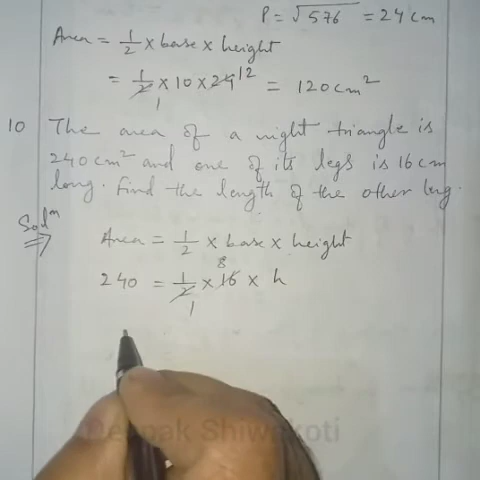 P = √576 = 24 cm
Area = 1/2 × base × height
= 1/2 1 × 10 × 24 12 = 120 cm²
10 The area of a right triangle is
240 cm² and one of its legs is 16 cm
long. Find the length of the other leg.
Solⁿ
Area = 1/2 × base × height
240 = 1/2 1 × 16 8 × h
Deepak Shiwakoti